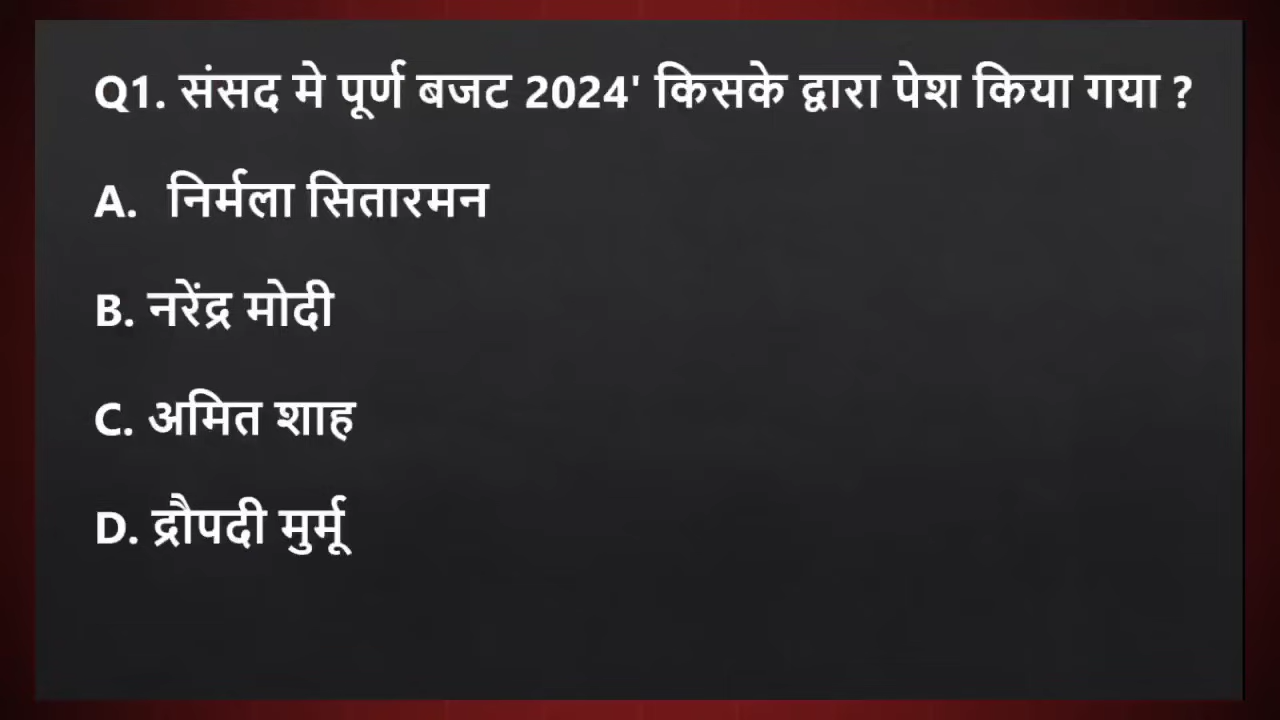 Q1. संसद मे पूर्ण बजट 2024' किसके द्वारा पेश किया गया ?
A. निर्मला सितारमन
B. नरेंद्र मोदी
C. अमित शाह
D. द्रौपदी मुर्मू